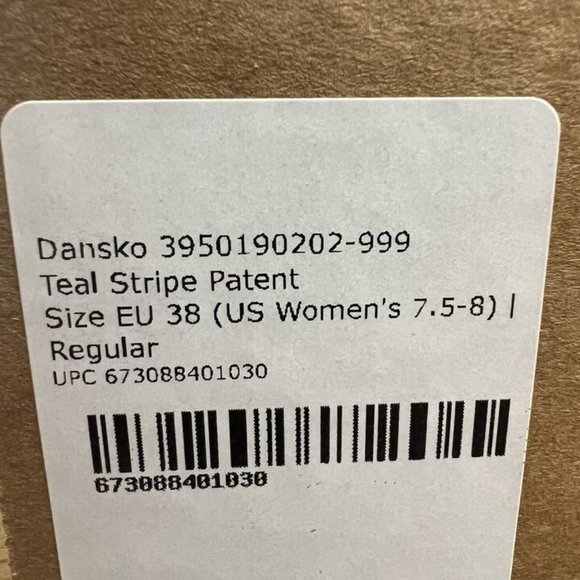 Dansko 3950190202-999
Teal Stripe Patent
Size EU 38 (US Women's 7.5-8) |
Regular
UPC 673088401030
673088401030